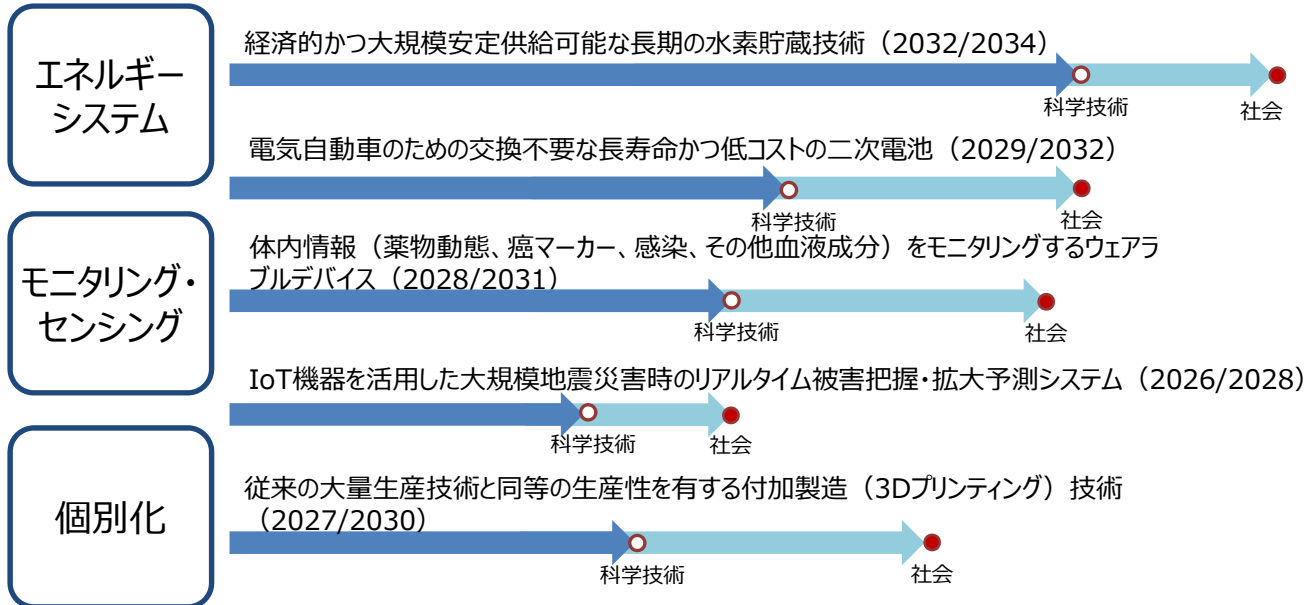 エネルギー
システム
経済的かつ大規模安定供給可能な長期の水素貯蔵技術（2032/2034）
科学技術
社会
電気自動車のための交換不要な長寿命かつ低コストの二次電池（2029/2032）
科学技術
社会
モニタリング・
センシング
体内情報（薬物動態、癌マーカー、感染、その他血液成分）をモニタリングするウェアラ
ブルデバイス（2028/2031）
科学技術
社会
IoT機器を活用した大規模地震災害時のリアルタイム被害把握・拡大予測システム（2026/2028）
科学技術
社会
個別化
従来の大量生産技術と同等の生産性を有する付加製造（3Dプリンティング）技術
（2027/2030）
科学技術
社会